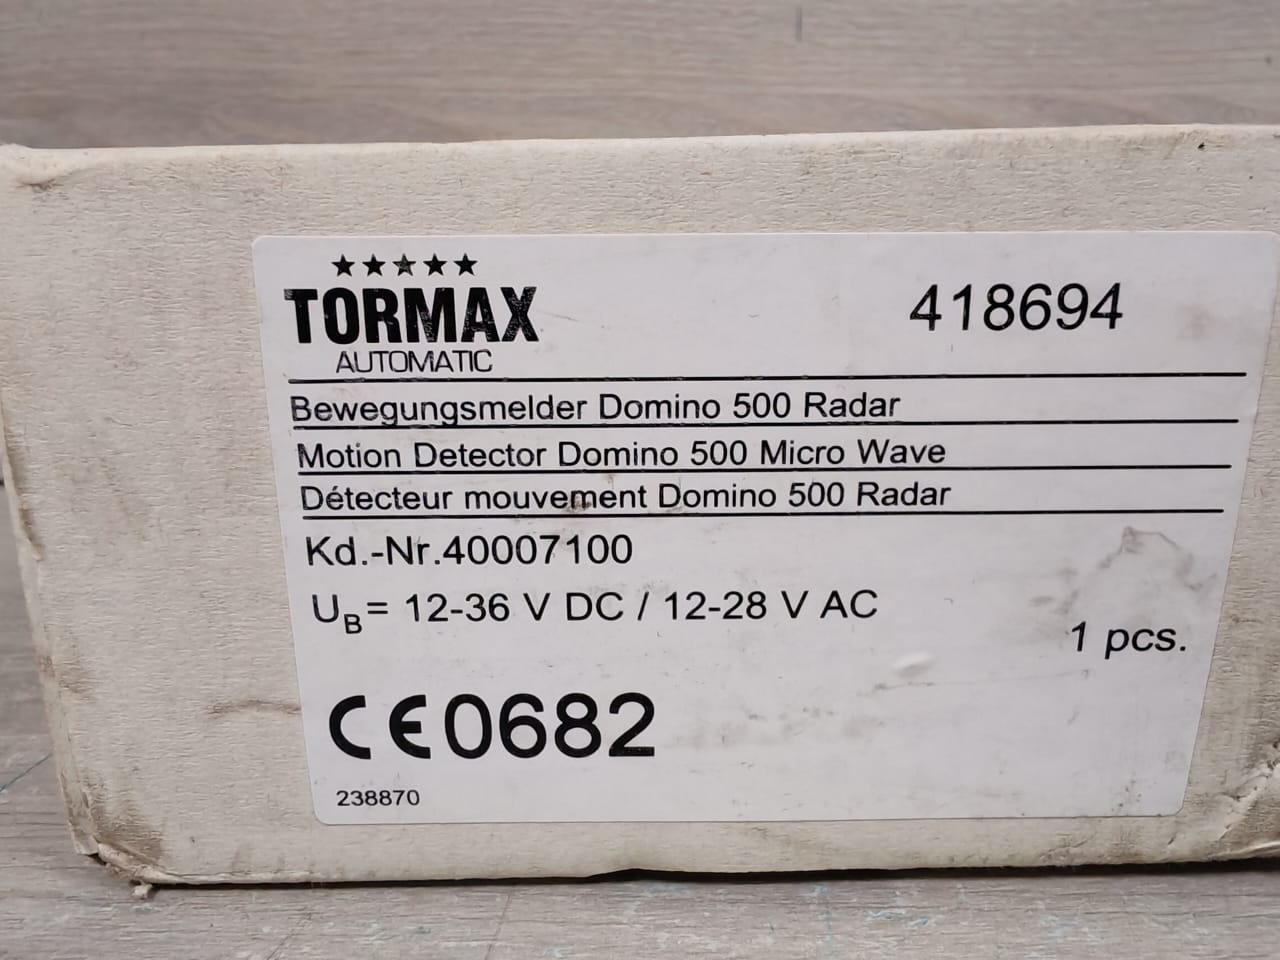 ★★★★★
TORMAX
AUTOMATIC
418694
Bewegungsmelder Domino 500 Radar
Motion Detector Domino 500 Micro Wave
Détecteur mouvement Domino 500 Radar
Kd.-Nr.40007100
UB= 12-36 V DC / 12-28 V AC
1 pcs.
CE0682
238870